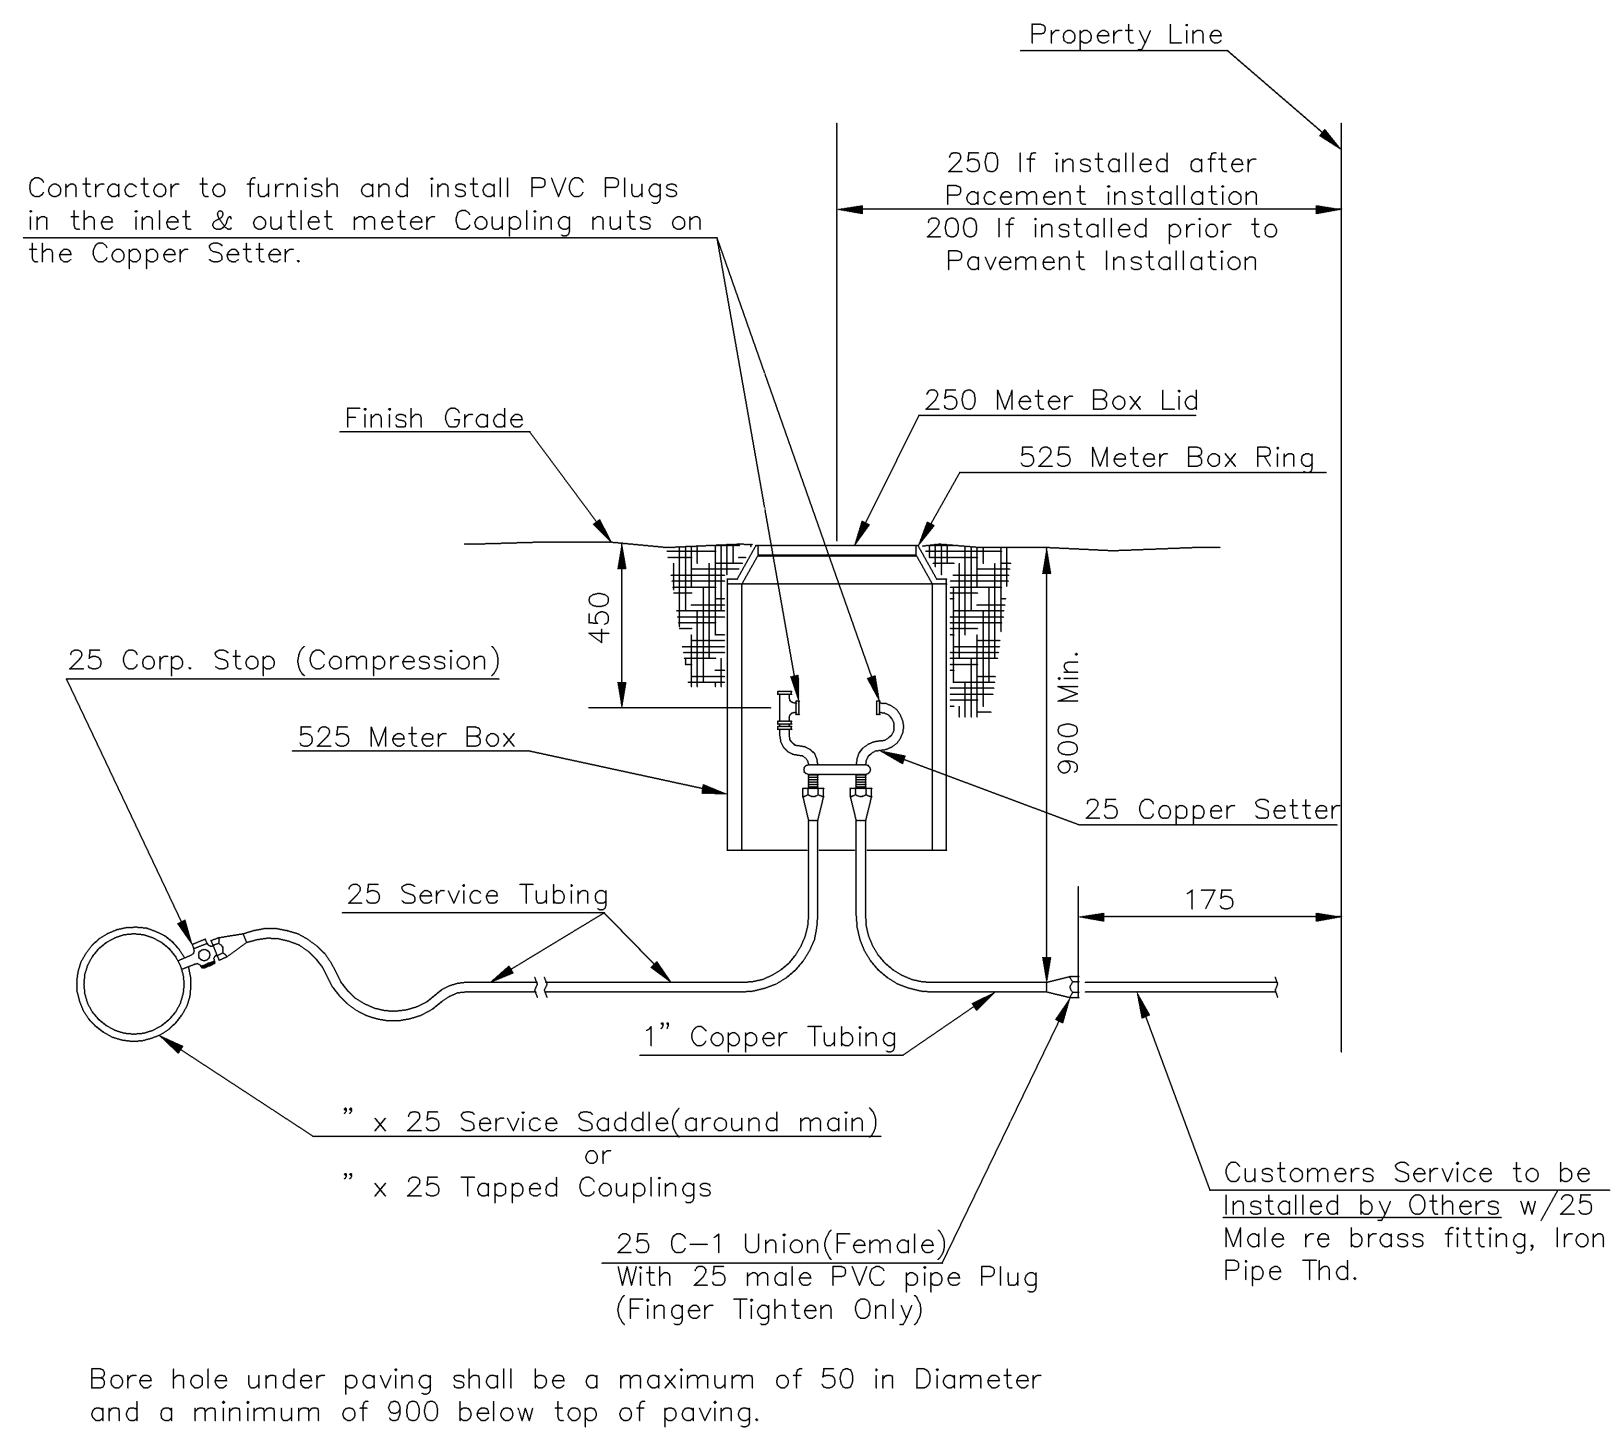 Property Line
250 If installed after
Pacement installation
200 If installed prior to
Pavement Installation
Contractor to furnish and install PVC Plugs
in the inlet & outlet meter Coupling nuts on
the Copper Setter.
250 Meter Box Lid
Finish Grade
525 Meter Box Ring
450
25 Corp. Stop (Compression)
900 Min.
525 Meter Box
25 Copper Setter
25 Service Tubing
175
1" Copper Tubing
" x 25 Service Saddle(around main)
or
" x 25 Tapped Couplings
Customers Service to be
Installed by Others w/25
Male re brass fitting, Iron
Pipe Thd.
25 C-1 Union(Female)
With 25 male PVC pipe Plug
(Finger Tighten Only)
Bore hole under paving shall be a maximum of 50 in Diameter
and a minimum of 900 below top of paving.